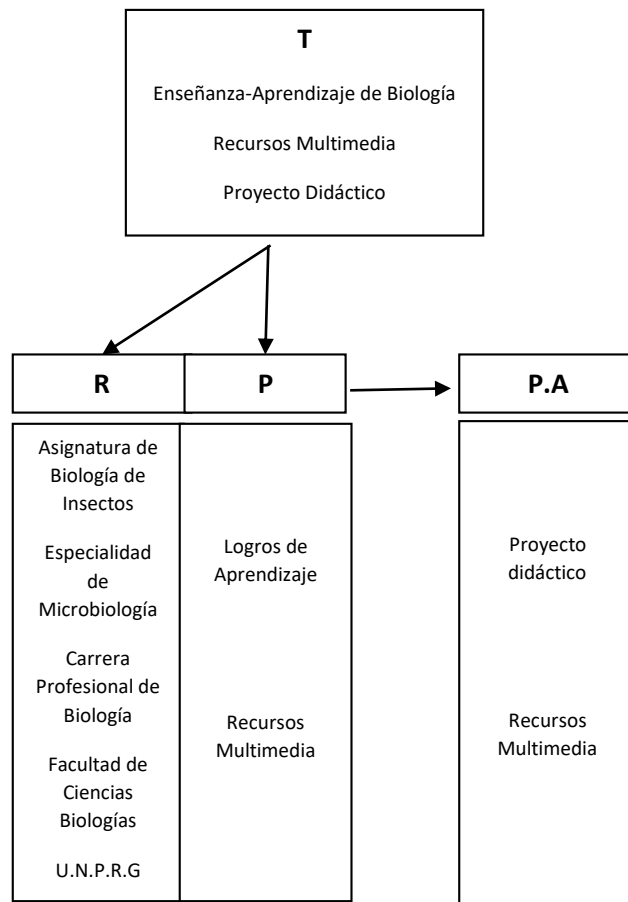 T
Enseñanza-Aprendizaje de Biología
Recursos Multimedia
Proyecto Didáctico
R
P
P.A
Asignatura de
Biología de
Insectos
Especialidad
de
Microbiología
Carrera
Profesional de
Biología
Facultad de
Ciencias
Biologías
U.N.P.R.G
Logros de
Aprendizaje
Recursos
Multimedia
Proyecto
didáctico
Recursos
Multimedia